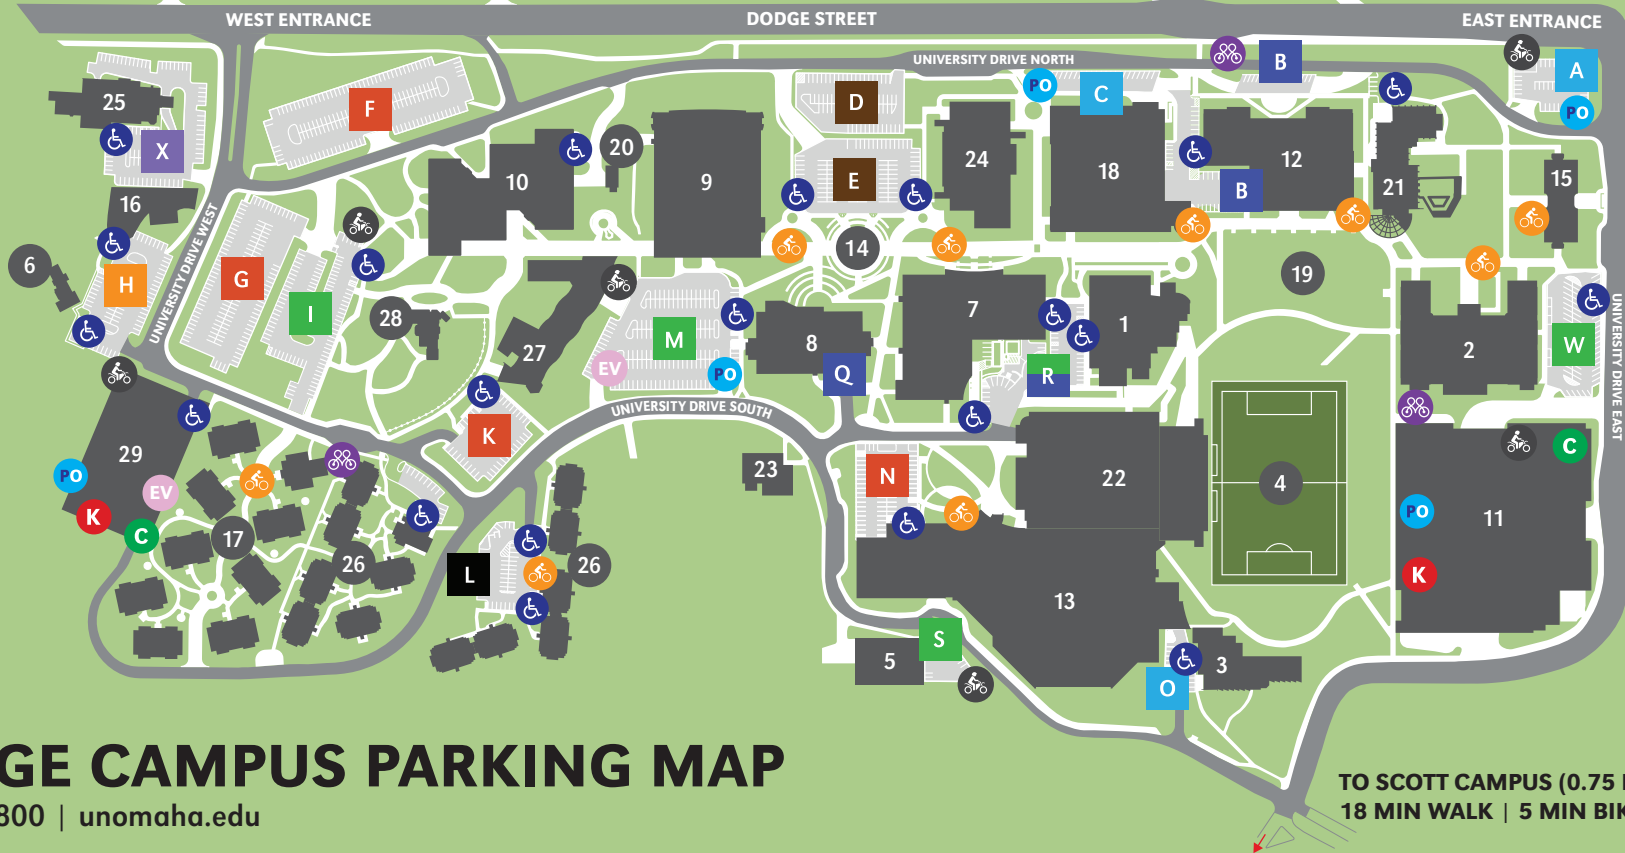 WEST ENTRANCE
DODGE STREET
EAST ENTRANCE
UNIVERSITY DRIVE NORTH
B
A
PO
C
PO
F
D
25
X
20
10
9
E
24
18
12
B
21
15
16
UNIVERSITY DRIVE WEST
6
H
G
I
28
14
19
7
1
27
M
8
EV
PO
Q
R
2
W
UNIVERSITY DRIVE EAST
UNIVERSITY DRIVE SOUTH
K
29
PO
EV
K
C
17
26
L
26
23
N
22
4
C
PO
11
K
13
S
5
3
O
GE CAMPUS PARKING MAP
800 | unomaha.edu
TO SCOTT CAMPUS (0.75
18 MIN WALK | 5 MIN BIK